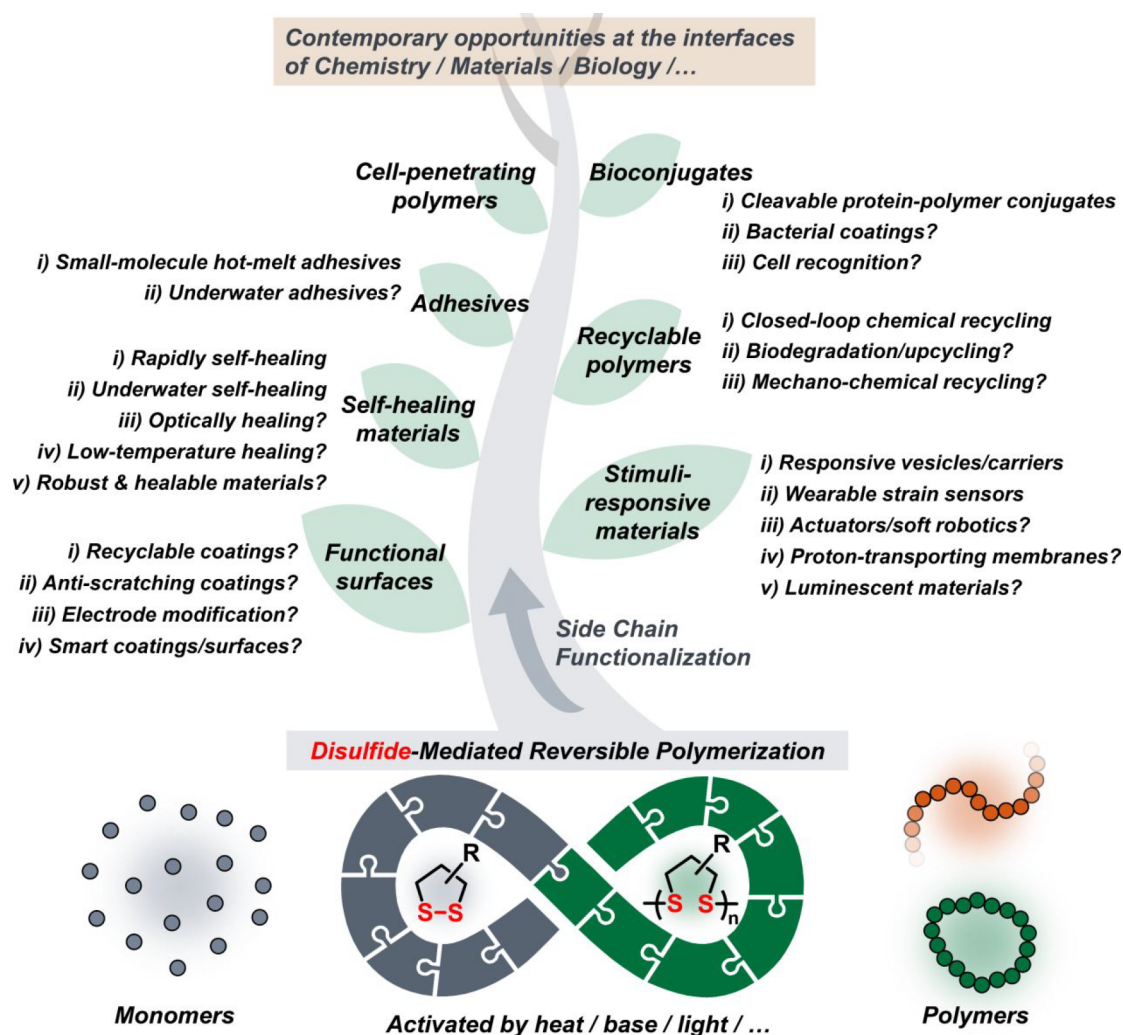 Contemporary opportunities at the interfaces
of Chemistry / Materials / Biology /…
Cell-penetrating
polymers
Bioconjugates
i) Cleavable protein-polymer conjugates
ii) Bacterial coatings?
iii) Cell recognition?
i) Small-molecule hot-melt adhesives
ii) Underwater adhesives?
Adhesives
Recyclable
polymers
i) Closed-loop chemical recycling
ii) Biodegradation/upcycling?
iii) Mechano-chemical recycling?
i) Rapidly self-healing
ii) Underwater self-healing
iii) Optically healing?
iv) Low-temperature healing?
v) Robust & healable materials?
Self-healing
materials
Stimuli-
responsive
materials
i) Responsive vesicles/carriers
ii) Wearable strain sensors
iii) Actuators/soft robotics?
iv) Proton-transporting membranes?
v) Luminescent materials?
i) Recyclable coatings?
ii) Anti-scratching coatings?
iii) Electrode modification?
iv) Smart coatings/surfaces?
Functional
surfaces
Side Chain
Functionalization
Disulfide-Mediated Reversible Polymerization
R
S–S
R
( S S )n
Monomers
Activated by heat / base / light / …
Polymers